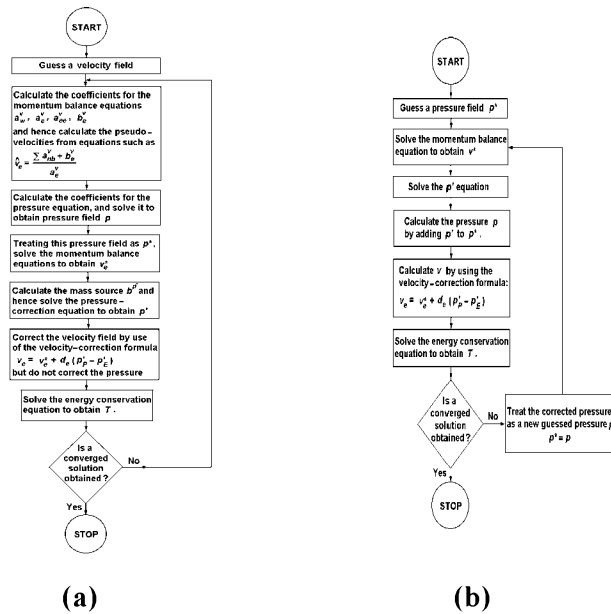 START
Guess a velocity field
Calculate the coefficients for the
momentum balance equations
a_w^v , a_e^v , a_ee^v , b_e^v
and hence calculate the pseudo-
velocities from equations such as
v̂_e = (∑ a_nb^v + b_e^v) / a_e^v
Calculate the coefficients for the
pressure equation, and solve it to
obtain pressure field p
Treating this pressure field as p*,
solve the momentum balance
equations to obtain v_e*
Calculate the mass source b^p' and
hence solve the pressure-
correction equation to obtain p'
Correct the velocity field by use
of the velocity-correction formula
v_e = v_e* + d_e (p'_P - p'_E)
but do not correct the pressure
Solve the energy conservation
equation to obtain T .
Is a
converged
solution
obtained?
No
Yes
STOP
(a)
START
Guess a pressure field p*
Solve the momentum balance
equation to obtain v*
Solve the p' equation
Calculate the pressure p
by adding p' to p* .
Calculate v by using the
velocity-correction formula:
v_e = v_e* + d_e (p'_P - p'_E)
Solve the energy conservation
equation to obtain T .
Is a
converged
solution
obtained?
No
Treat the corrected pressure
as a new guessed pressure p
p* = p
Yes
STOP
(b)